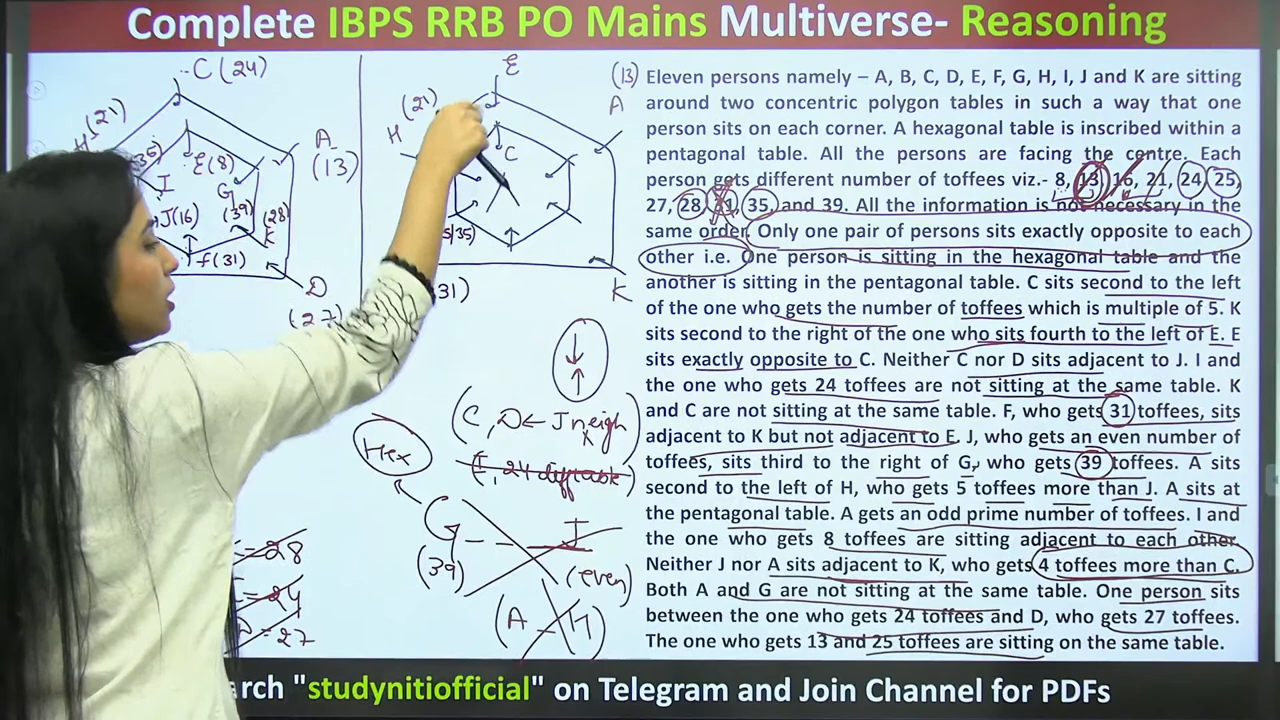 Complete IBPS RRB PO Mains Multiverse- Reasoning
Eleven persons namely – A, B, C, D, E, F, G, H, I, J and K are sitting
around two concentric polygon tables in such a way that one
person sits on each corner. A hexagonal table is inscribed within a
pentagonal table. All the persons are facing the centre. Each
person gets different number of toffees viz.- 8, 13, 16, 21, 24, 25,
27, 28, 31, 35, and 39. All the information is not necessary in the
same order. Only one pair of persons sits exactly opposite to each
other i.e. One person is sitting in the hexagonal table and the
another is sitting in the pentagonal table. C sits second to the left
of the one who gets the number of toffees which is multiple of 5. K
sits second to the right of the one who sits fourth to the left of E. E
sits exactly opposite to C. Neither C nor D sits adjacent to J. I and
the one who gets 24 toffees are not sitting at the same table. K
and C are not sitting at the same table. F, who gets 31 toffees, sits
adjacent to K but not adjacent to E. J, who gets an even number of
toffees, sits third to the right of G, who gets 39 toffees. A sits
second to the left of H, who gets 5 toffees more than J. A sits at
the pentagonal table. A gets an odd prime number of toffees. I and
the one who gets 8 toffees are sitting adjacent to each other.
Neither J nor A sits adjacent to K, who gets 4 toffees more than C.
Both A and G are not sitting at the same table. One person sits
between the one who gets 24 toffees and D, who gets 27 toffees.
The one who gets 13 and 25 toffees are sitting on the same table.
C (24)
H (21)
A (13)
E (8)
I
G
(39)
J(16)
(28)
K
f(31)
D
(27)
E
(13)
A
(21)
H
C
(35)
31)
K
(C, D ← J neigh)
(I, 24 diff table)
Hex
G - - J
(39)
(even)
(A - H)
= 28
= 24
= 27
rch "studynitiofficial" on Telegram and Join Channel for PDFs